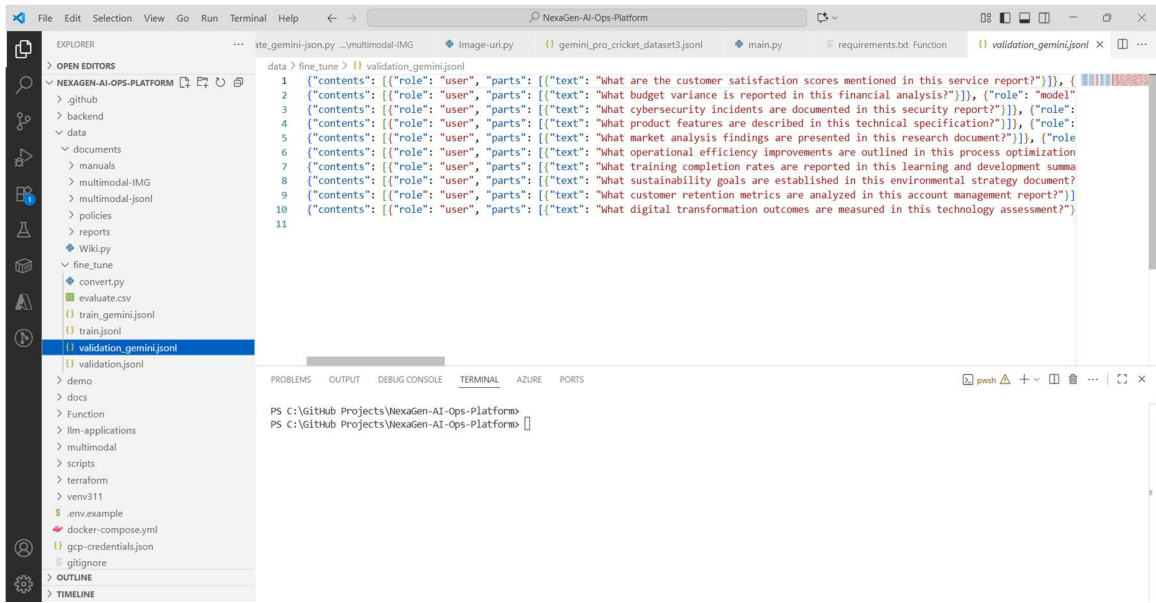 File Edit Selection View Go Run Terminal Help
NexaGen-AI-Ops-Platform
EXPLORER
OPEN EDITORS
NEXAGEN-AI-OPS-PLATFORM
.github
backend
data
documents
manuals
multimodal-IMG
multimodal-jsonl
policies
reports
Wiki.py
fine_tune
convert.py
evaluate.csv
train_gemini.jsonl
train.jsonl
validation_gemini.jsonl
validation.jsonl
demo
docs
Function
llm-applications
multimodal
scripts
terraform
venv311
.env.example
docker-compose.yml
gcp-credentials.json
gitignore
OUTLINE
TIMELINE
1
ate_gemini-json.py ...\multimodal-IMG Image-uri.py gemini_pro_cricket_dataset3.jsonl main.py requirements.txt Function validation_gemini.jsonl
data > fine_tune > {} validation_gemini.jsonl
1 {"contents": [{"role": "user", "parts": [{"text": "What are the customer satisfaction scores mentioned in this service report?"}]}, {
2 {"contents": [{"role": "user", "parts": [{"text": "What budget variance is reported in this financial analysis?"}]}, {"role": "model"
3 {"contents": [{"role": "user", "parts": [{"text": "What cybersecurity incidents are documented in this security report?"}]}, {"role":
4 {"contents": [{"role": "user", "parts": [{"text": "What product features are described in this technical specification?"}]}, {"role":
5 {"contents": [{"role": "user", "parts": [{"text": "What market analysis findings are presented in this research document?"}]}, {"role
6 {"contents": [{"role": "user", "parts": [{"text": "What operational efficiency improvements are outlined in this process optimization
7 {"contents": [{"role": "user", "parts": [{"text": "What training completion rates are reported in this learning and development summa
8 {"contents": [{"role": "user", "parts": [{"text": "What sustainability goals are established in this environmental strategy document?
9 {"contents": [{"role": "user", "parts": [{"text": "What customer retention metrics are analyzed in this account management report?"}]
10 {"contents": [{"role": "user", "parts": [{"text": "What digital transformation outcomes are measured in this technology assessment?"}
11
PROBLEMS OUTPUT DEBUG CONSOLE TERMINAL AZURE PORTS
pwsh
PS C:\GitHub Projects\NexaGen-AI-Ops-Platform>
PS C:\GitHub Projects\NexaGen-AI-Ops-Platform>